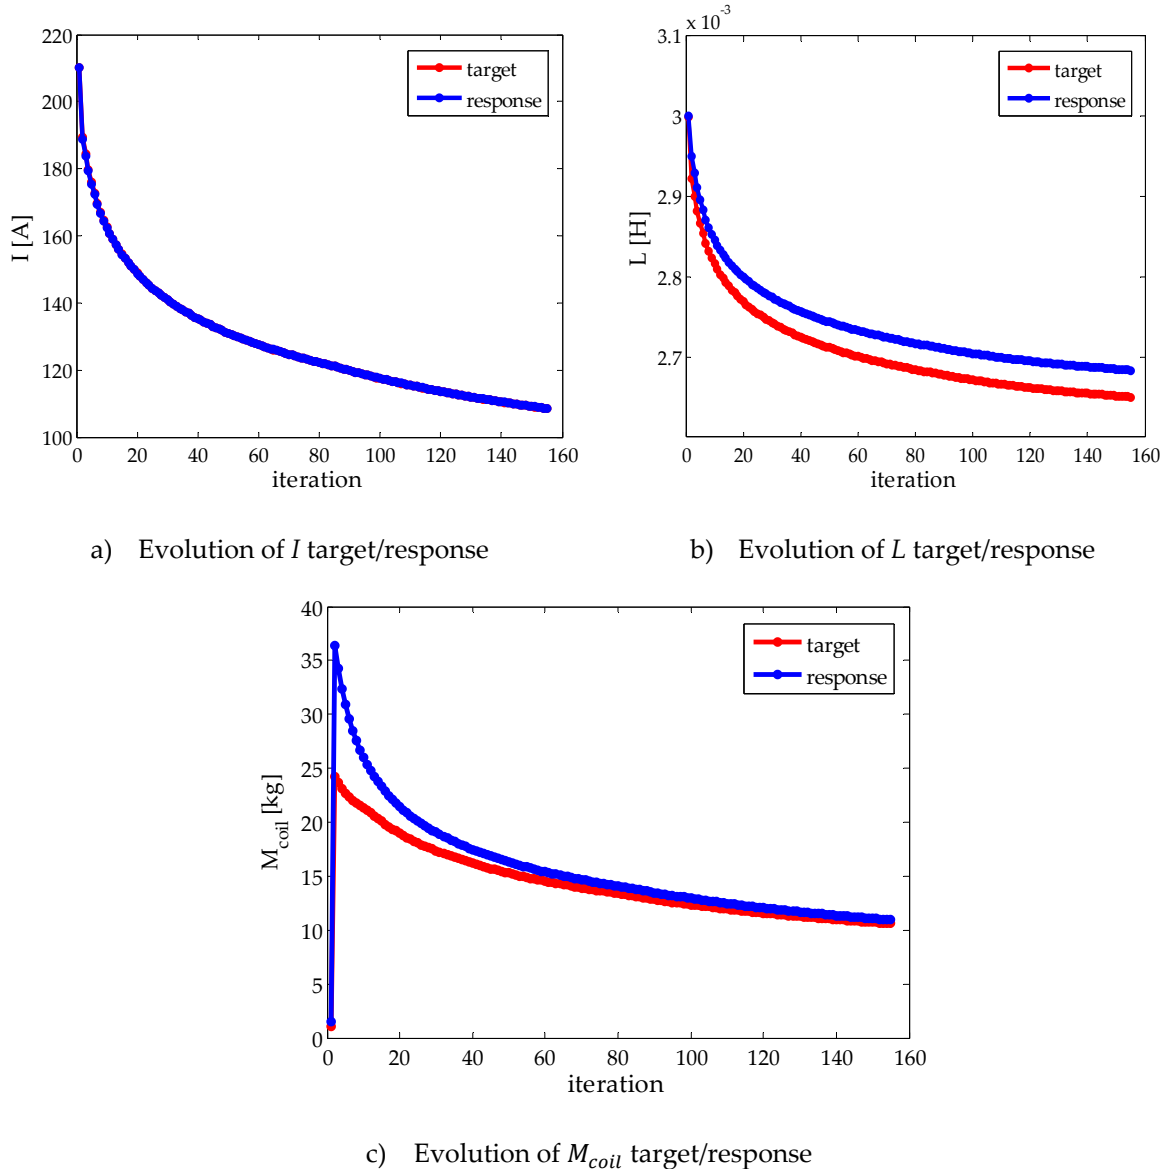 220
200
180
160
140
120
100
I [A]
target
response
0 20 40 60 80 100 120 140 160
iteration
a) Evolution of I target/response
x 10⁻³
3.1
3
2.9
2.8
2.7
L [H]
target
response
0 20 40 60 80 100 120 140 160
iteration
b) Evolution of L target/response
40
35
30
25
20
15
10
5
0
M_coil [kg]
target
response
0 20 40 60 80 100 120 140 160
iteration
c) Evolution of M_coil target/response